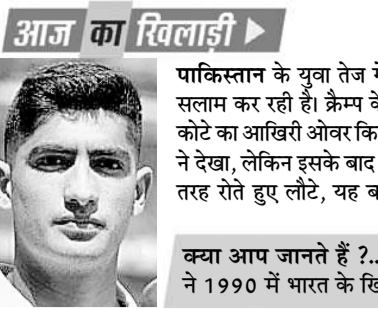 आज का खिलाड़ी
पाकिस्तान के युवा तेज
सलाम कर रही है। क्रैम्प के
कोटे का आखिरी ओवर कि
ने देखा, लेकिन इसके बाद
तरह रोते हुए लौटे, यह ब
क्या आप जानते हैं ?..
ने 1990 में भारत के खि